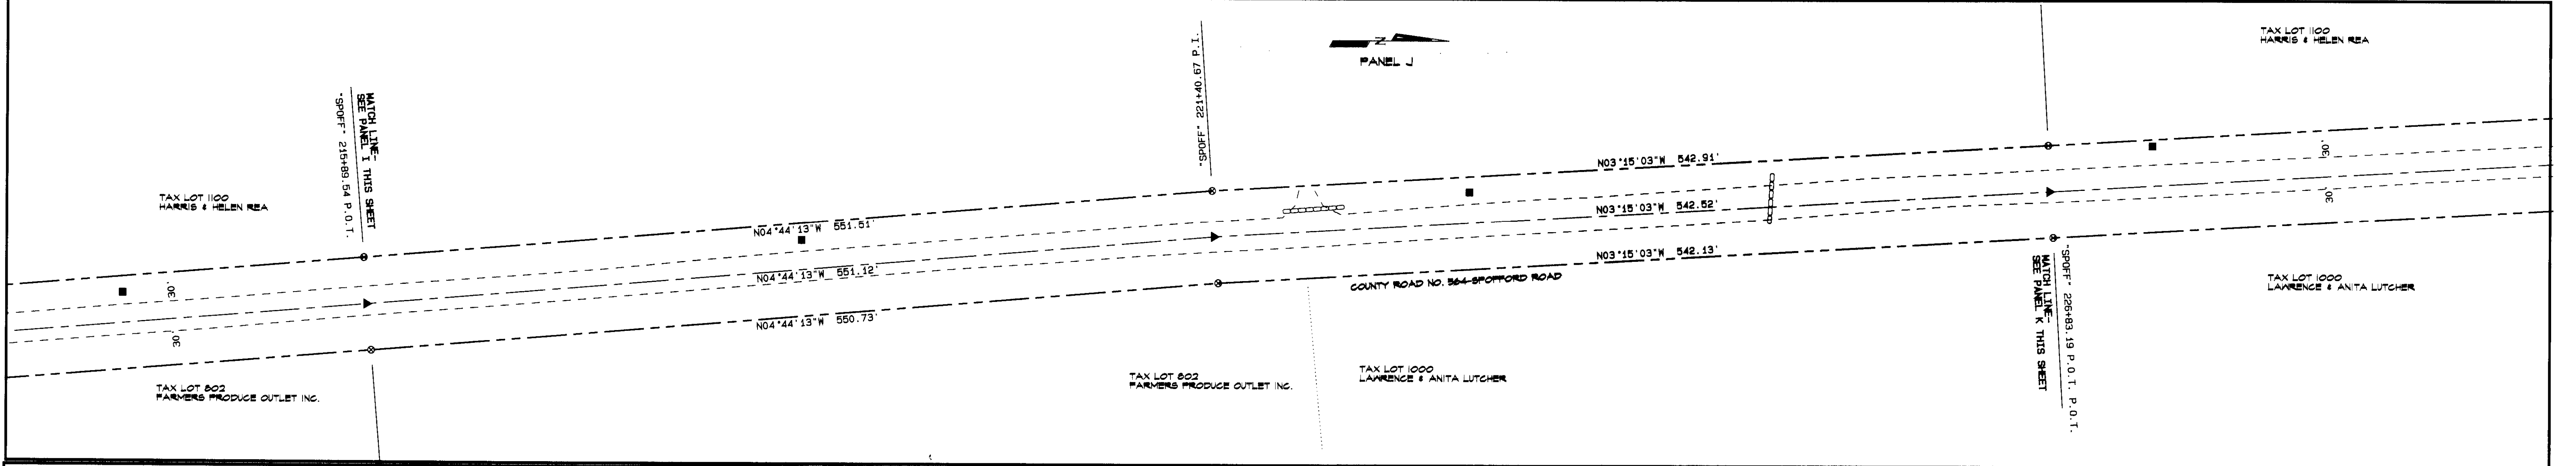 TAX LOT 1100
HARRIS & HELEN REA
MATCH LINE-
SEE PANEL I THIS SHEET
"SPOFF" 215+89.54 P.O.T.
30'
30'
TAX LOT 802
FARMERS PRODUCE OUTLET INC.
N04°44'13"W 551.51'
N04°44'13"W 551.12'
N04°44'13"W 550.73'
"SPOFF" 221+40.67 P.I.
N
PANEL J
N03°15'03"W 542.91'
N03°15'03"W 542.52'
N03°15'03"W 542.13'
COUNTY ROAD NO. 564-SPOFFORD ROAD
TAX LOT 802
FARMERS PRODUCE OUTLET INC.
TAX LOT 1000
LAWRENCE & ANITA LUTCHER
TAX LOT 1100
HARRIS & HELEN REA
30'
30'
"SPOFF" 226+83.19 P.O.T. P.O.T.
MATCH LINE-
SEE PANEL K THIS SHEET
TAX LOT 1000
LAWRENCE & ANITA LUTCHER